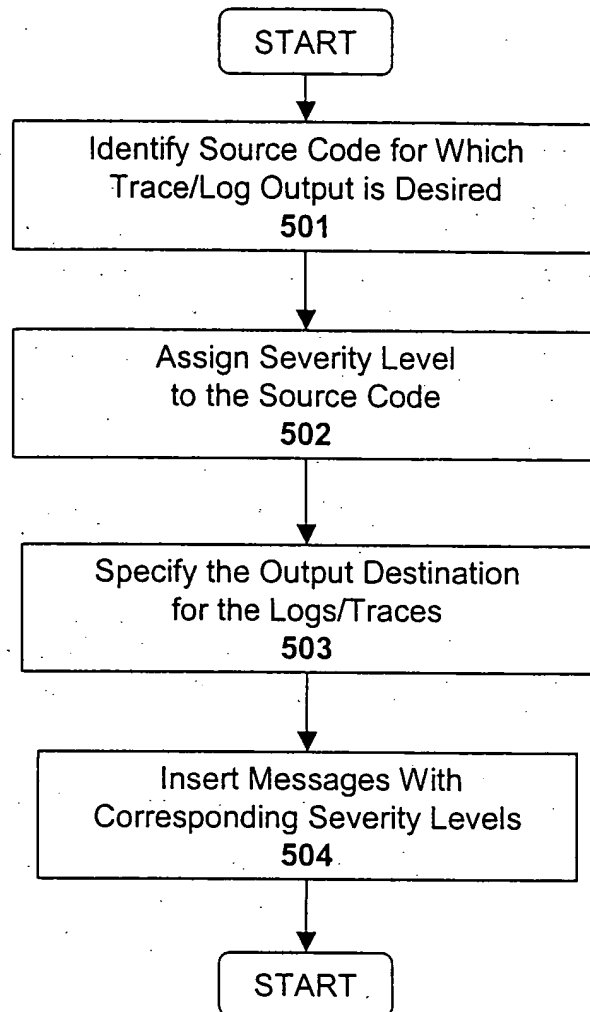 START
Identify Source Code for Which
Trace/Log Output is Desired
501
Assign Severity Level
to the Source Code
502
Specify the Output Destination
for the Logs/Traces
503
Insert Messages With
Corresponding Severity Levels
504
START